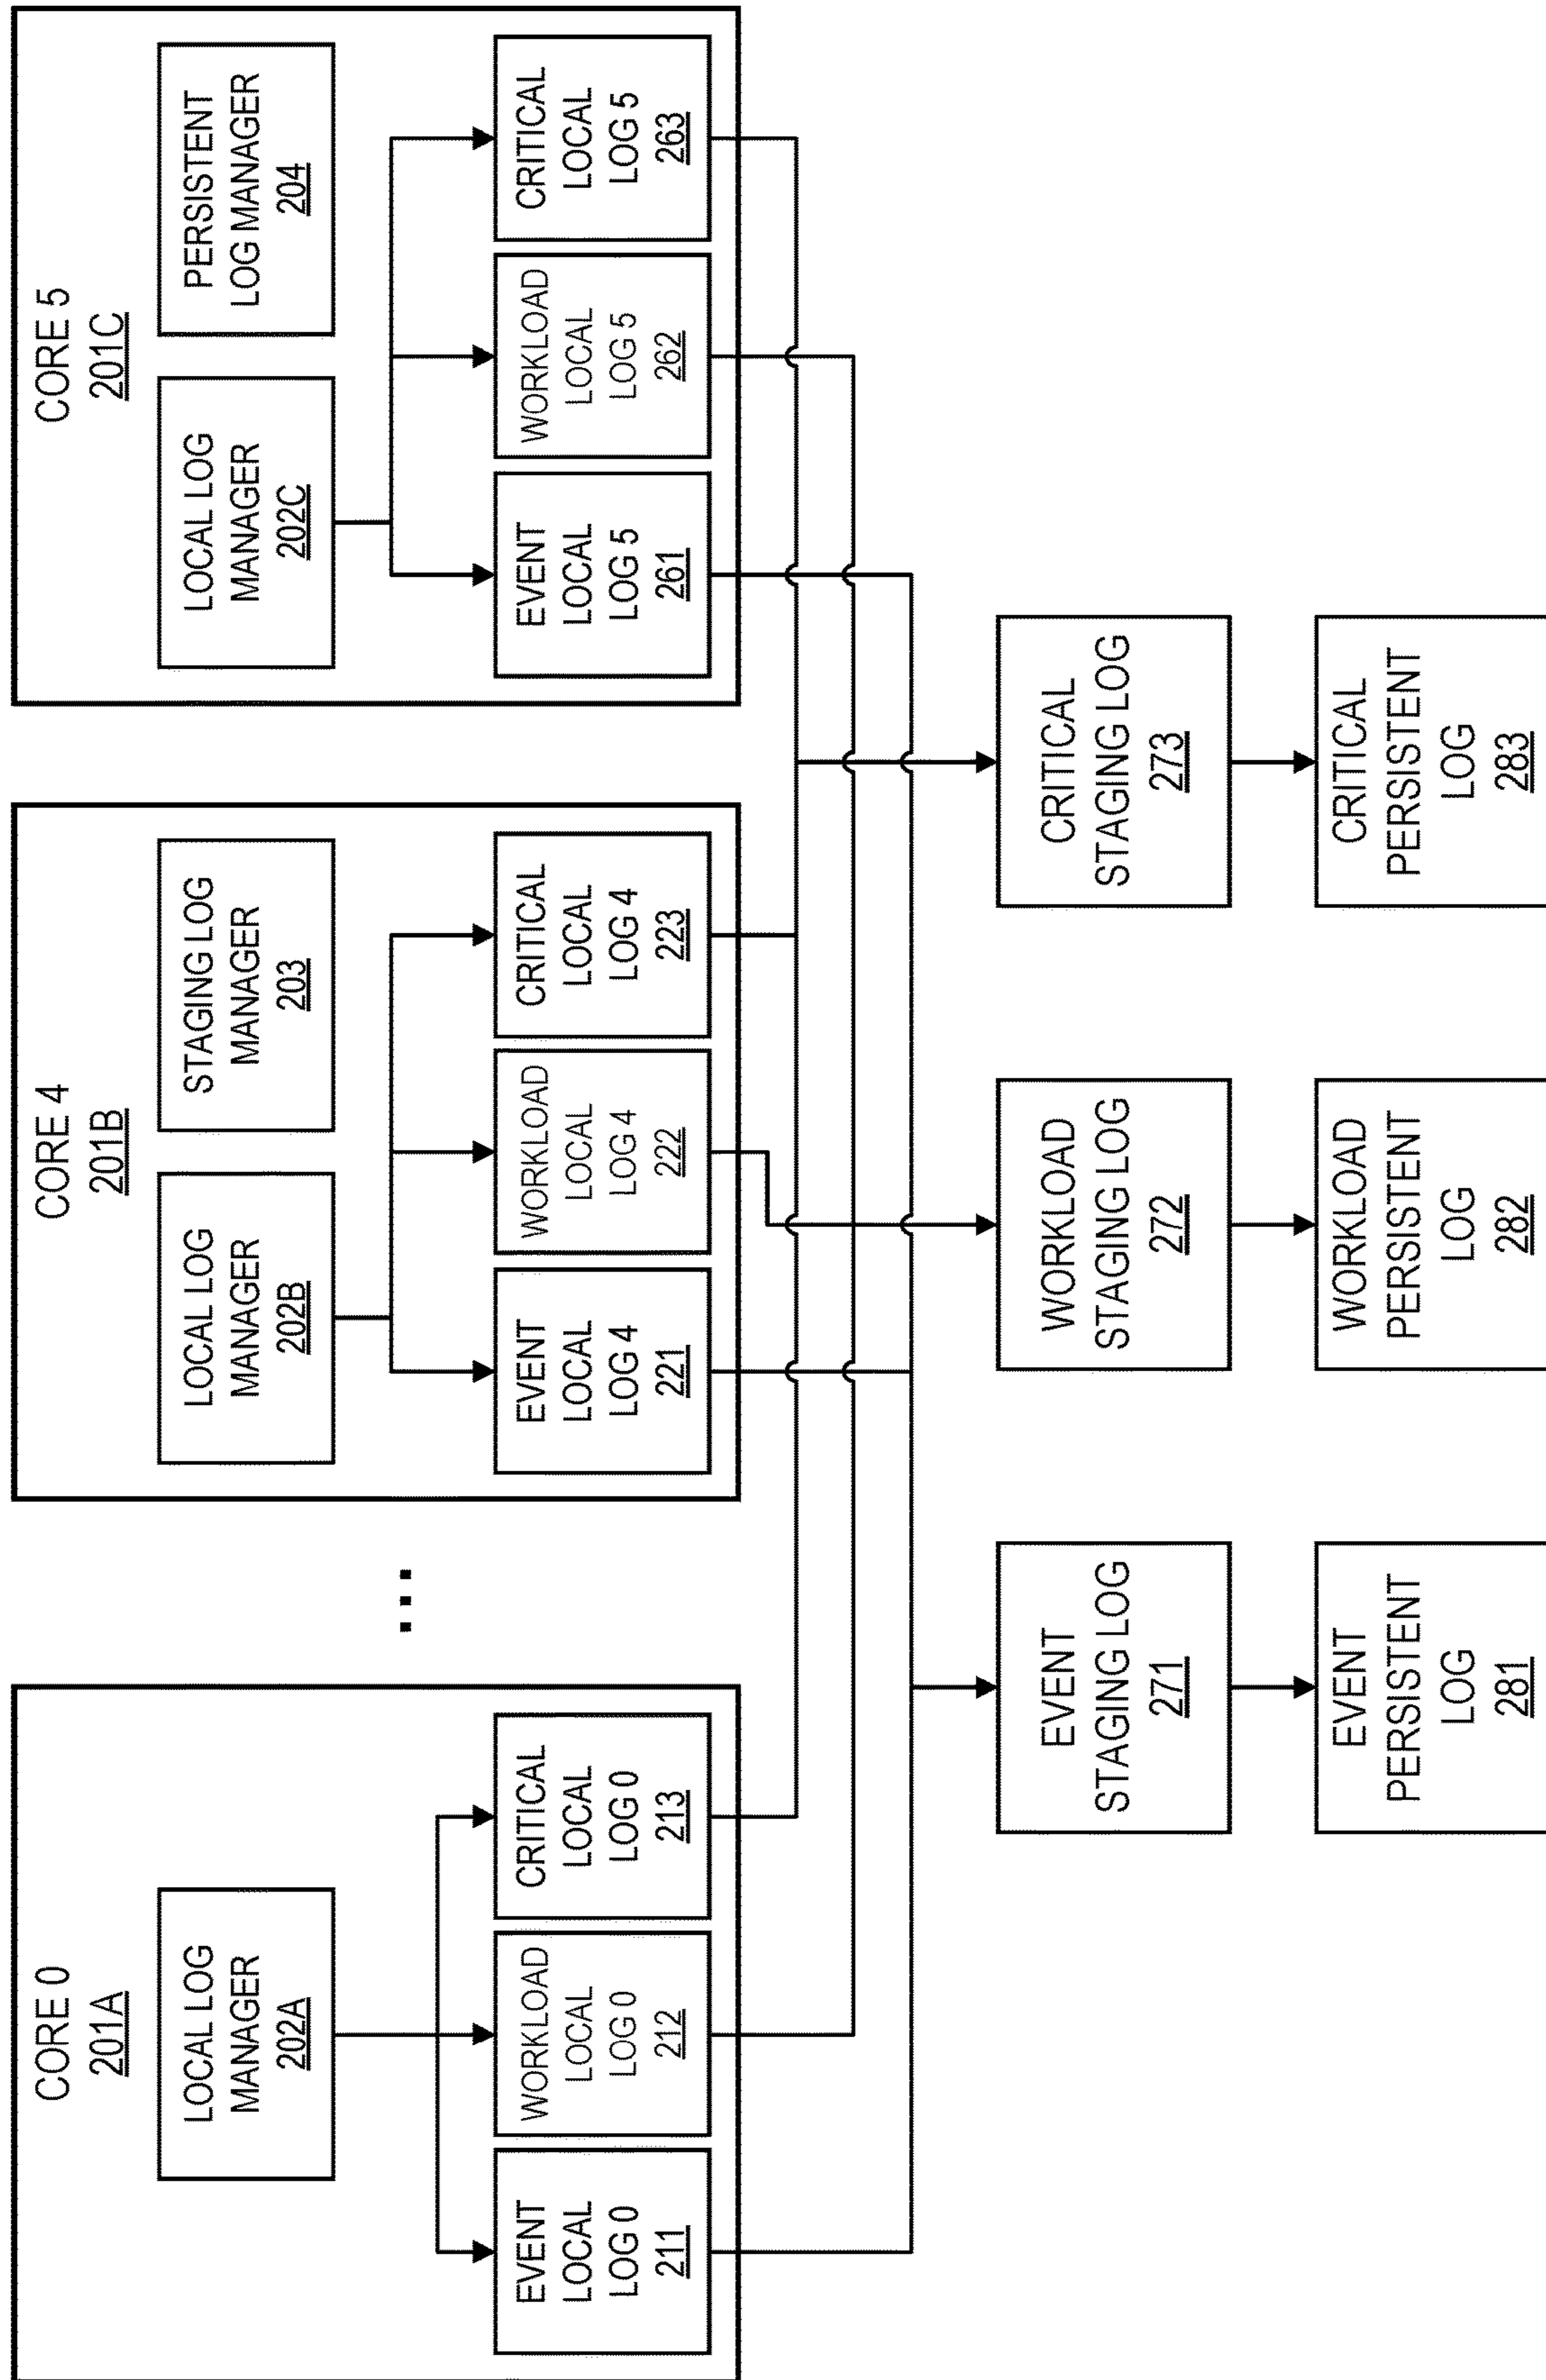 CORE 0
201A
LOCAL LOG
MANAGER
202A
EVENT
LOCAL
LOG 0
211
WORKLOAD
LOCAL
LOG 0
212
CRITICAL
LOCAL
LOG 0
213
...
CORE 4
201B
LOCAL LOG
MANAGER
202B
STAGING LOG
MANAGER
203
EVENT
LOCAL
LOG 4
221
WORKLOAD
LOCAL
LOG 4
222
CRITICAL
LOCAL
LOG 4
223
CORE 5
201C
LOCAL LOG
MANAGER
202C
PERSISTENT
LOG MANAGER
204
EVENT
LOCAL
LOG 5
261
WORKLOAD
LOCAL
LOG 5
262
CRITICAL
LOCAL
LOG 5
263
EVENT
STAGING LOG
271
WORKLOAD
STAGING LOG
272
CRITICAL
STAGING LOG
273
EVENT
PERSISTENT
LOG
281
WORKLOAD
PERSISTENT
LOG
282
CRITICAL
PERSISTENT
LOG
283